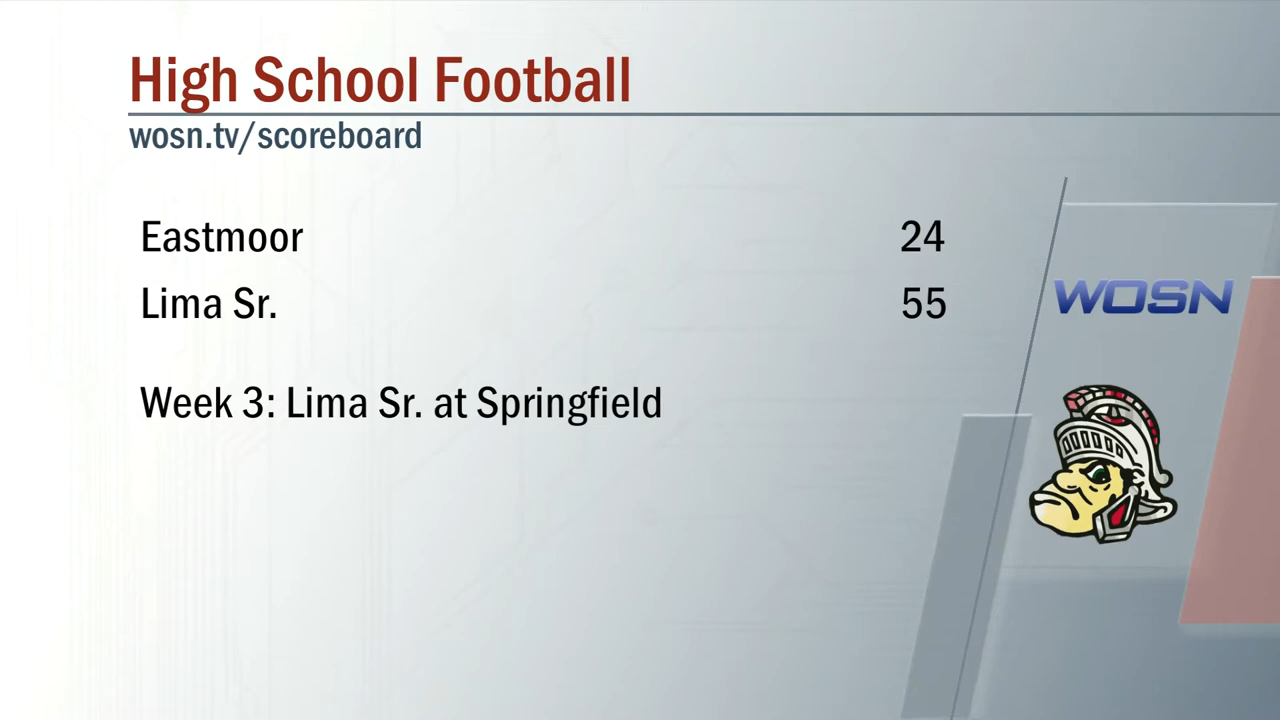 High School Football
wosn.tv/scoreboard
Eastmoor 24
Lima Sr. 55
WOSN
Week 3: Lima Sr. at Springfield